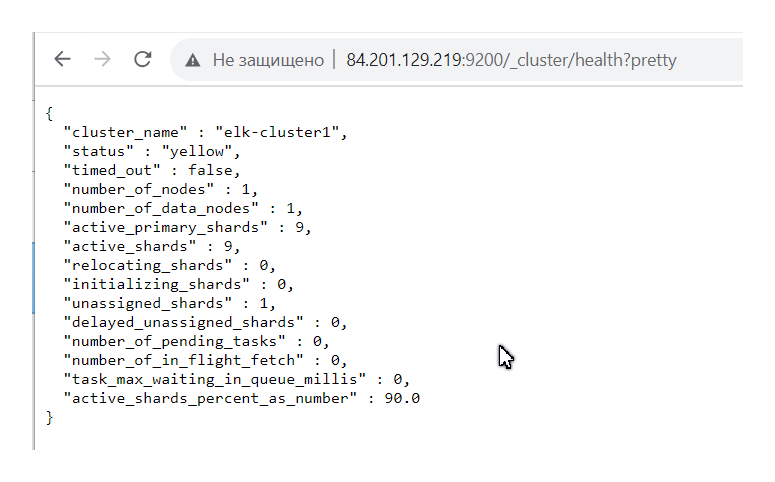 Не защищено | 84.201.129.219:9200/_cluster/health?pretty
{
  "cluster_name" : "elk-cluster1",
  "status" : "yellow",
  "timed_out" : false,
  "number_of_nodes" : 1,
  "number_of_data_nodes" : 1,
  "active_primary_shards" : 9,
  "active_shards" : 9,
  "relocating_shards" : 0,
  "initializing_shards" : 0,
  "unassigned_shards" : 1,
  "delayed_unassigned_shards" : 0,
  "number_of_pending_tasks" : 0,
  "number_of_in_flight_fetch" : 0,
  "task_max_waiting_in_queue_millis" : 0,
  "active_shards_percent_as_number" : 90.0
}